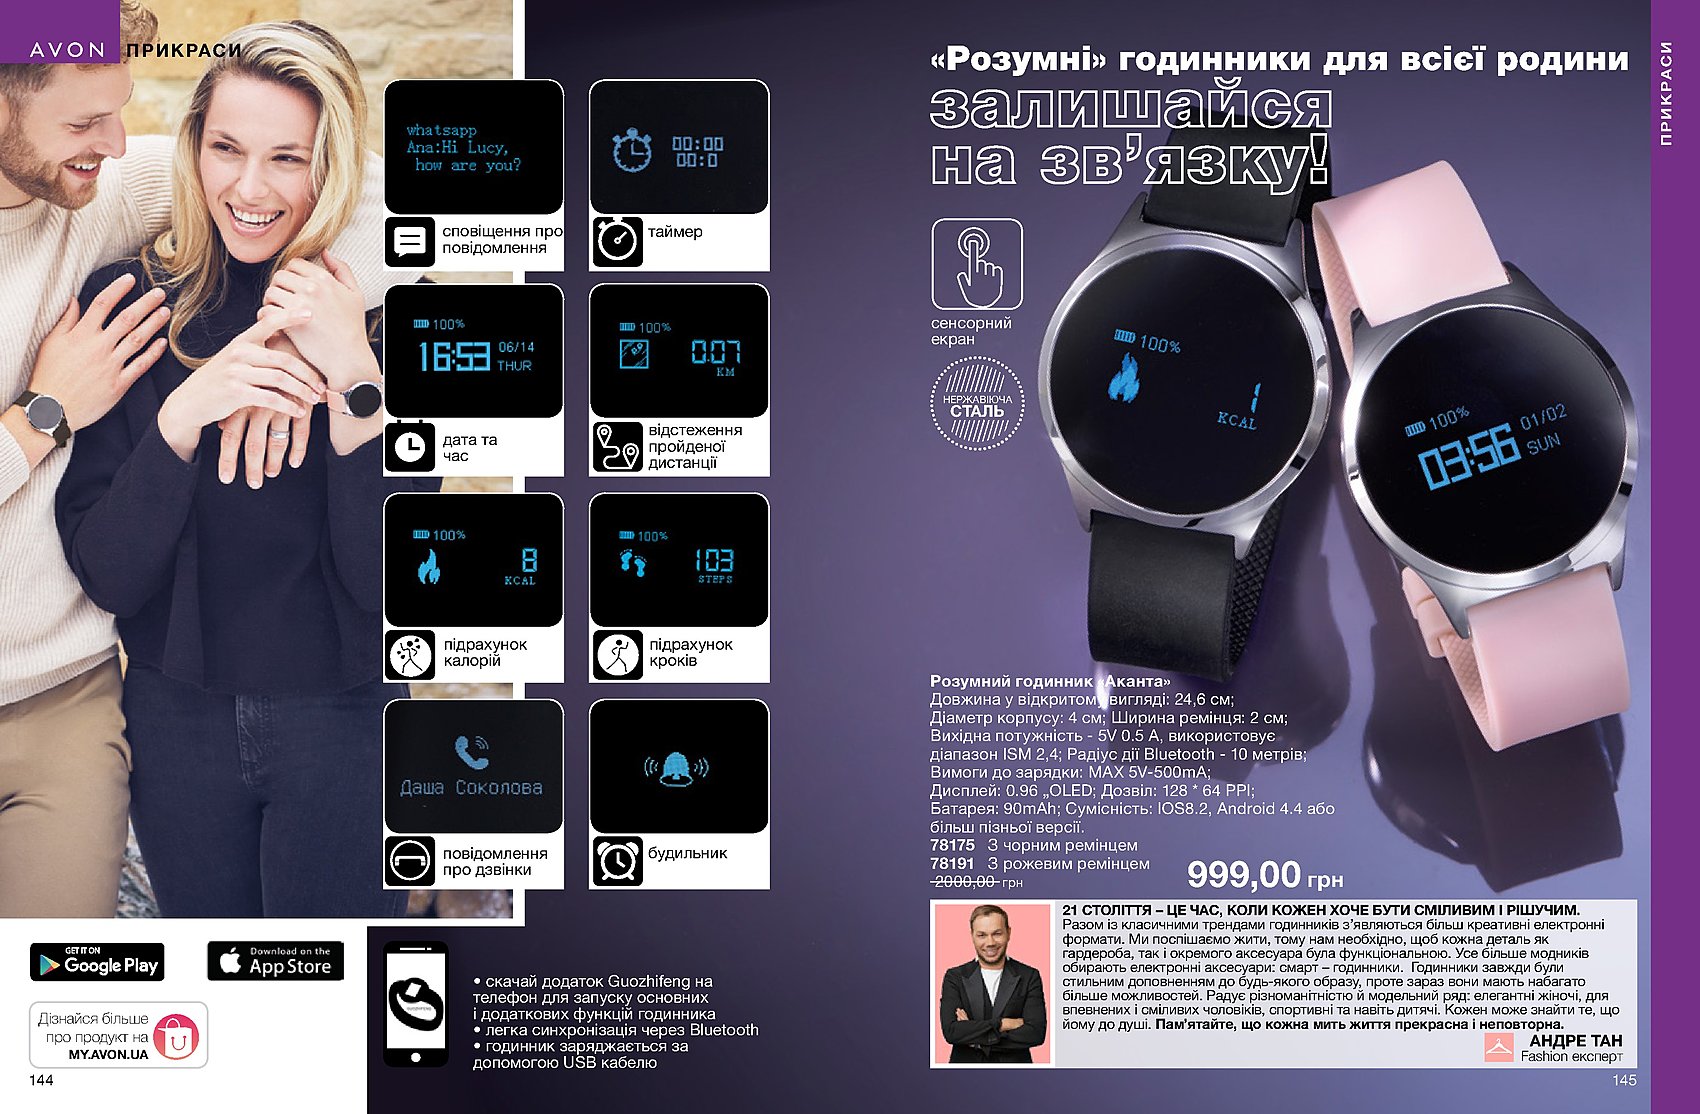 AVON ПРИКРАСИ
whatsapp
Ana:Hi Lucy,
how are you?
сповіщення про
повідомлення
00:00
00:0
таймер
100%
16:53 06/14
THUR
дата та
час
100%
0.07
KM
відстеження
пройденої
дистанції
100%
8
KCAL
підрахунок
калорій
100%
103
STEPS
підрахунок
кроків
Даша Соколова
повідомлення
про дзвінки
будильник
GET IT ON
Google Play
Download on the
App Store
Дізнайся більше
про продукт на
MY.AVON.UA
144
GUOZHIFENG
• скачай додаток Guozhifeng на
телефон для запуску основних
і додаткових функцій годинника
• легка синхронізація через Bluetooth
• годинник заряджається за
допомогою USB кабелю
«Розумні» годинники для всієї родини
залишайся
на зв’язку!
ПРИКРАСИ
сенсорний
екран
НЕРЖАВІЮЧА
СТАЛЬ
100%
1
KCAL
100%
03:56 01/02
SUN
Розумний годинник «Аканта»
Довжина у відкритому вигляді: 24,6 см;
Діаметр корпусу: 4 см; Ширина ремінця: 2 см;
Вихідна потужність - 5V 0.5 A, використовує
діапазон ISM 2,4; Радіус дії Bluetooth - 10 метрів;
Вимоги до зарядки: MAX 5V-500mA;
Дисплей: 0.96 „OLED; Дозвіл: 128 * 64 PPI;
Батарея: 90mAh; Сумісність: IOS8.2, Android 4.4 або
більш пізньої версії.
78175 З чорним ремінцем
78191 З рожевим ремінцем
2000,00 грн
999,00 грн
21 СТОЛІТТЯ – ЦЕ ЧАС, КОЛИ КОЖЕН ХОЧЕ БУТИ СМІЛИВИМ І РІШУЧИМ.
Разом із класичними трендами годинників з’являються більш креативні електронні
формати. Ми поспішаємо жити, тому нам необхідно, щоб кожна деталь як
гардероба, так і окремого аксесуара була функціональною. Усе більше модників
обирають електронні аксесуари: смарт – годинники. Годинники завжди були
стильним доповненням до будь-якого образу, проте зараз вони мають набагато
більше можливостей. Радує різноманітністю й модельний ряд: елегантні жіночі, для
впевнених і сміливих чоловіків, спортивні та навіть дитячі. Кожен може знайти те, що
йому до душі. Пам’ятайте, що кожна мить життя прекрасна і неповторна.
АНДРЕ ТАН
Fashion експерт
145